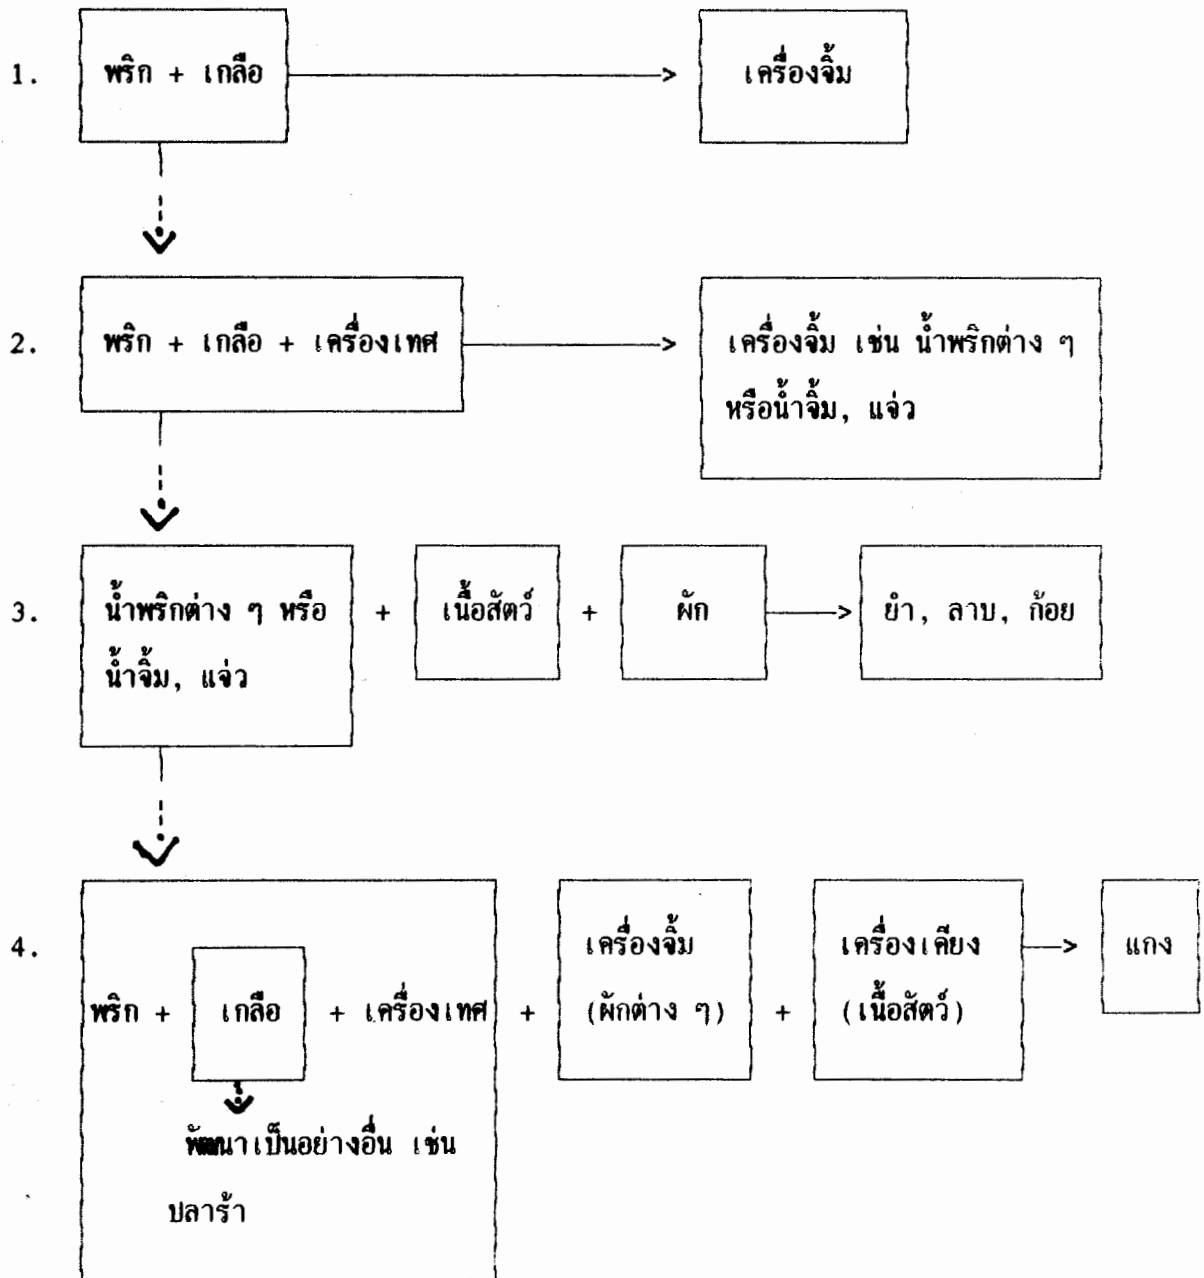 1. พริก + เกลือ ——> เครื่องจิ้ม
2. พริก + เกลือ + เครื่องเทศ ——> เครื่องจิ้ม เช่น น้ำพริกต่าง ๆ
หรือน้ำจิ้ม, แจ่ว
3. น้ำพริกต่าง ๆ หรือ + เนื้อสัตว์ + ผัก ——> ยำ, ลาบ, ก้อย
น้ำจิ้ม, แจ่ว
4. เครื่องจิ้ม เครื่องเคียง ——> แกง
พริก + เกลือ + เครื่องเทศ + (ผักต่าง ๆ) + (เนื้อสัตว์)
พัฒนาเป็นอย่างอื่น เช่น
ปลาร้า